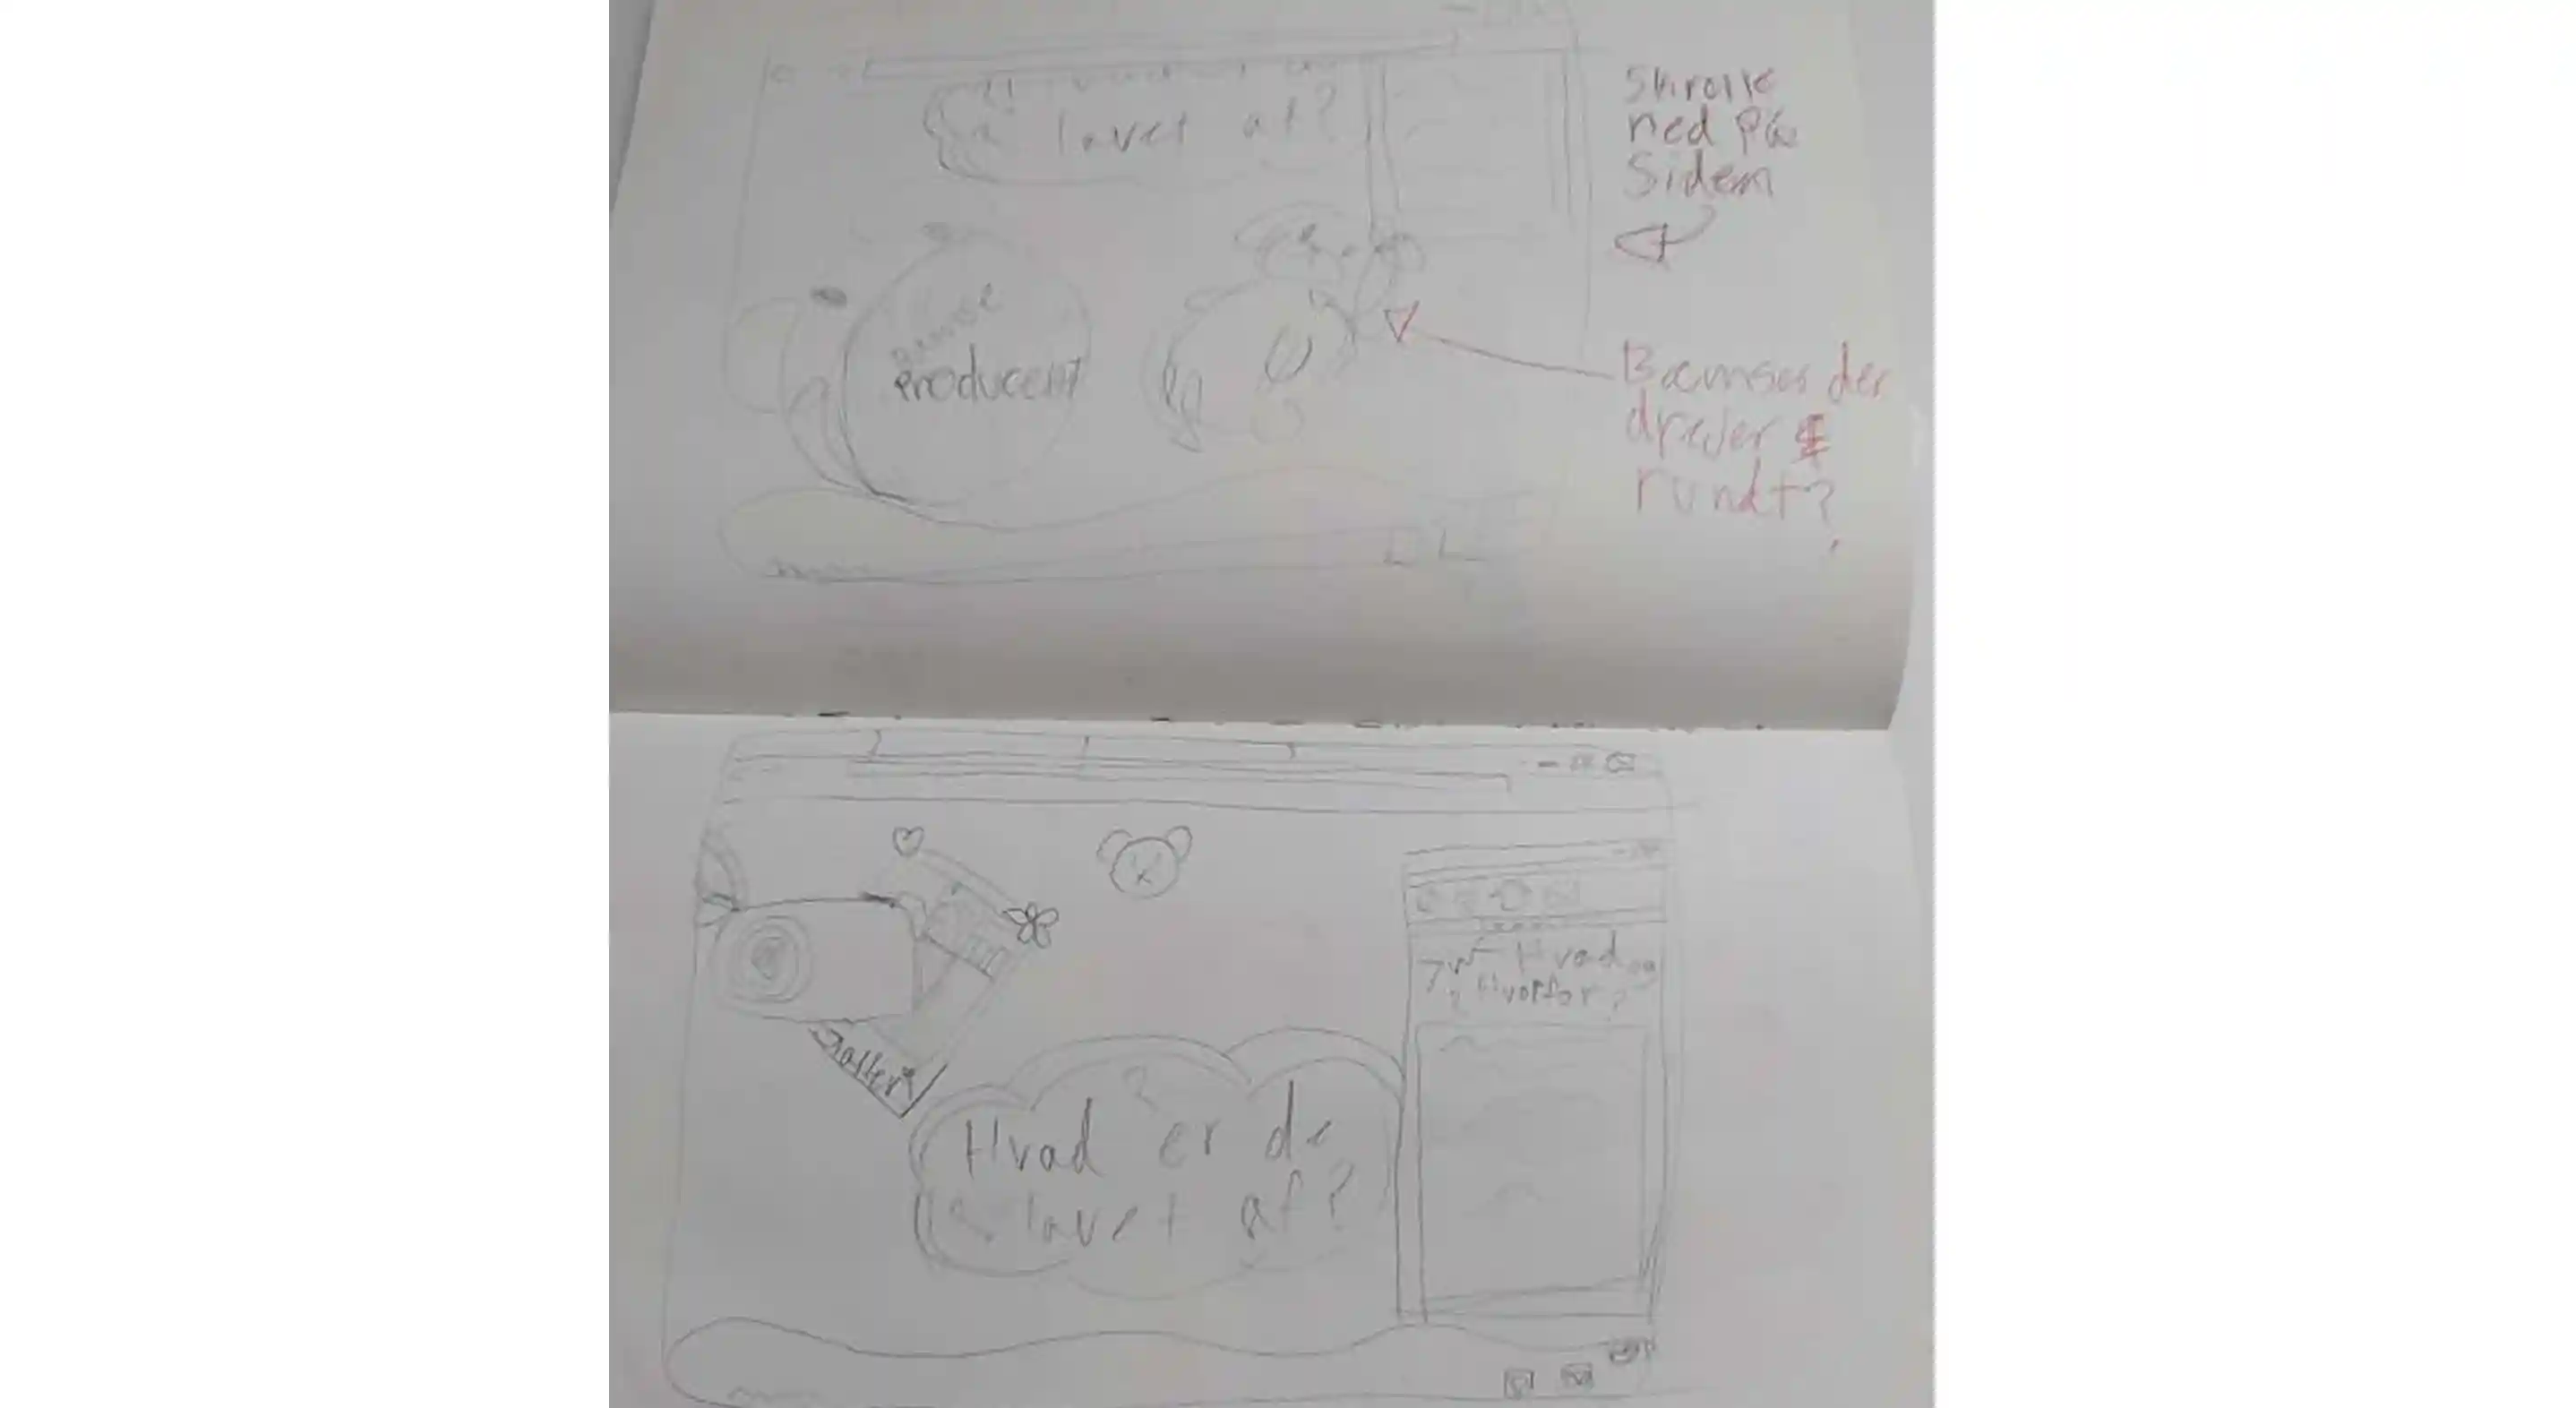 lavet af?
Skrolle
ned på
Siden
Bamse
Producent
Bamser der
drejer
rundt?
Hvad og
Hvorfor?
Galleri
Hvad er de
lavet af?